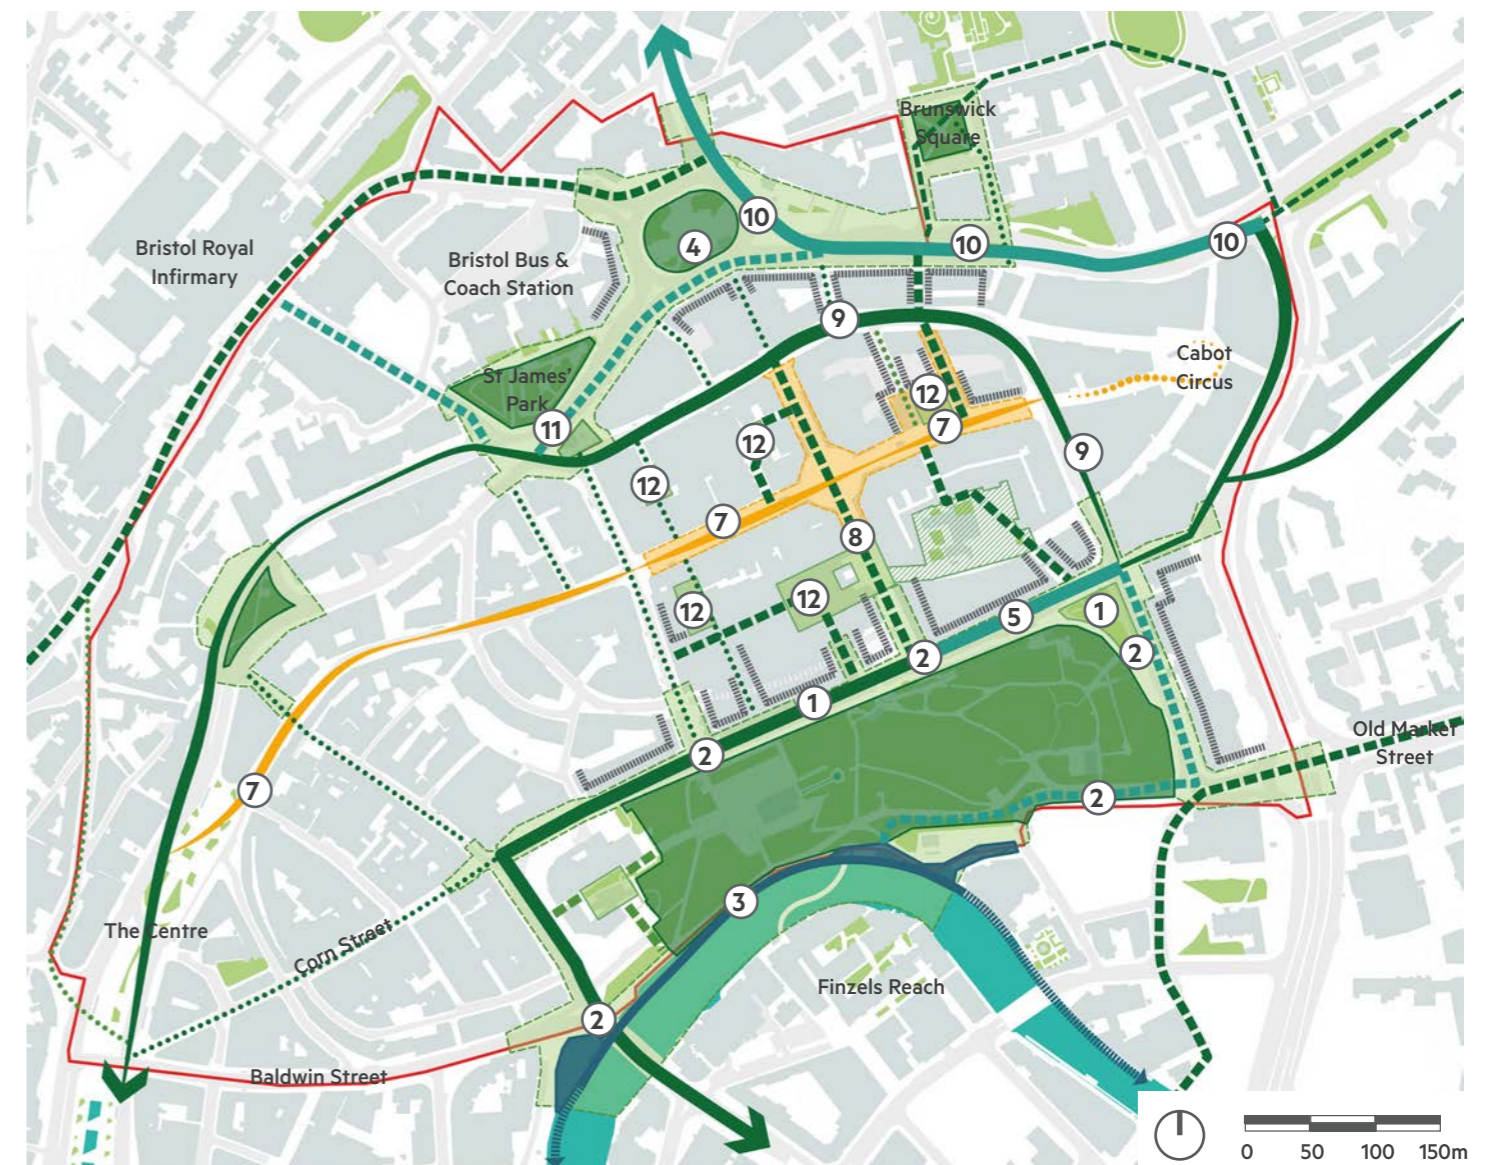 Brunswick
Square
10
10
10
Bristol Royal
Infirmary
4
Bristol Bus &
Coach Station
9
Cabot
Circus
St James'
Park
12
11
7
12
9
12
7
8
12
12
1
5
2
2
1
2
Old Market
Street
7
2
3
The Centre
Corn Street
Finzels Reach
2
Baldwin Street
0 50 100 150m